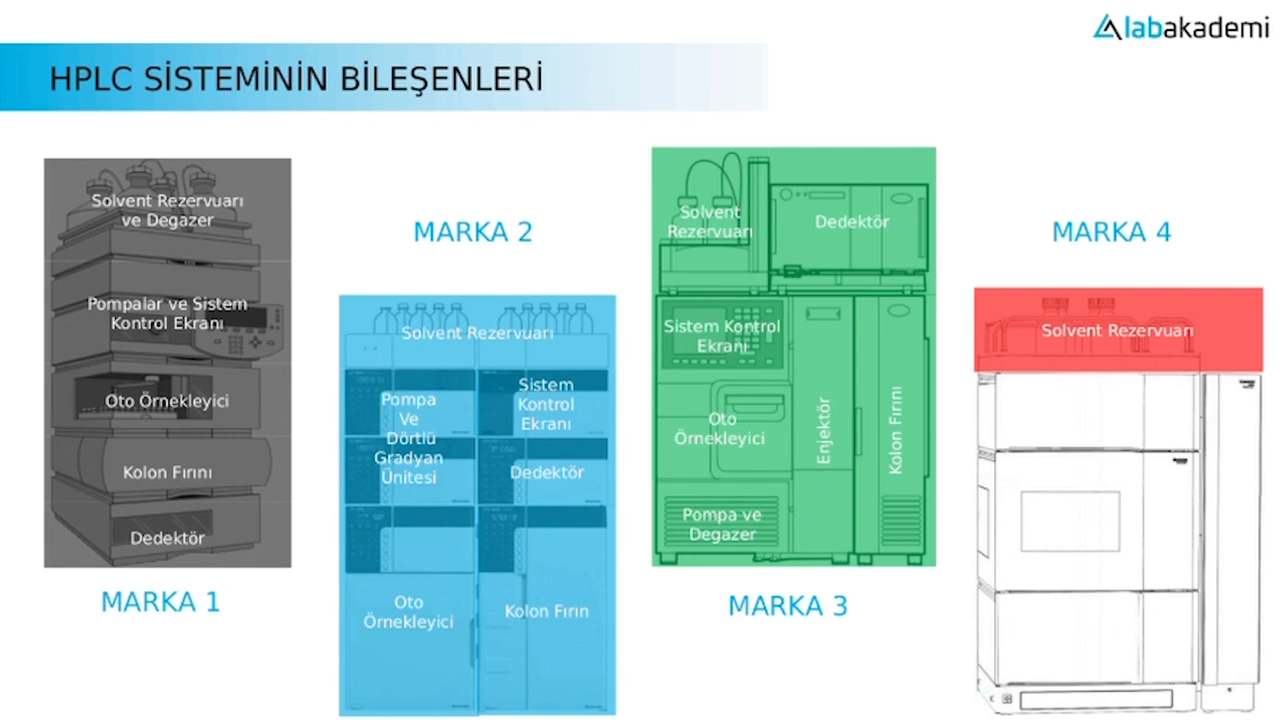 labakademi
HPLC SİSTEMİNİN BİLEŞENLERİ
Solvent Rezervuarı
ve Degazer
Pompalar ve Sistem
Kontrol Ekranı
Oto Örnekleyici
Kolon Fırını
Dedektör
MARKA 1
MARKA 2
Solvent Rezervuarı
Pompa
Ve
Dörtlü
Gradyan
Ünitesi
Sistem
Kontrol
Ekranı
Dedektör
Oto
Örnekleyici
Kolon Fırın
Solvent
Rezervuarı
Dedektör
Sistem Kontrol
Ekranı
Oto
Örnekleyici
Enjektör
Kolon Fırını
Pompa ve
Degazer
MARKA 3
MARKA 4
Solvent Rezervuarı